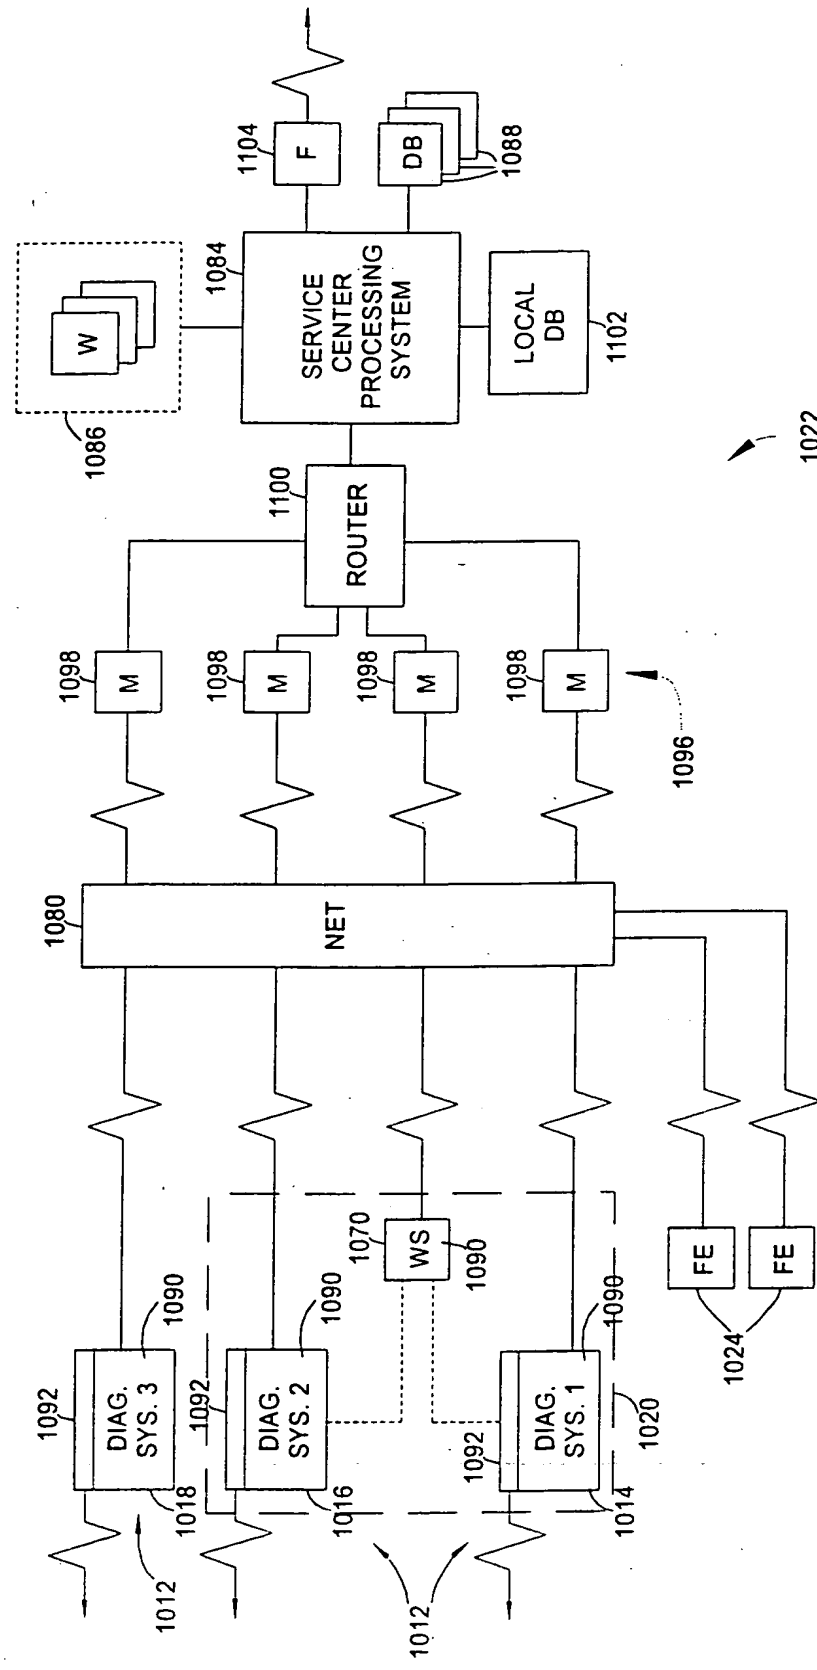 1092
DIAG.
SYS. 3
1090
1018
1012
1092
DIAG.
SYS. 2
1090
1016
1070
WS
1090
1092
DIAG.
SYS. 1
1090
1014
1012
1020
FE
FE
1024
1080
NET
1098
M
1098
M
1098
M
1098
M
1096
1100
ROUTER
1086
W
1084
SERVICE
CENTER
PROCESSING
SYSTEM
1104
F
DB
1088
LOCAL
DB
1102
1022